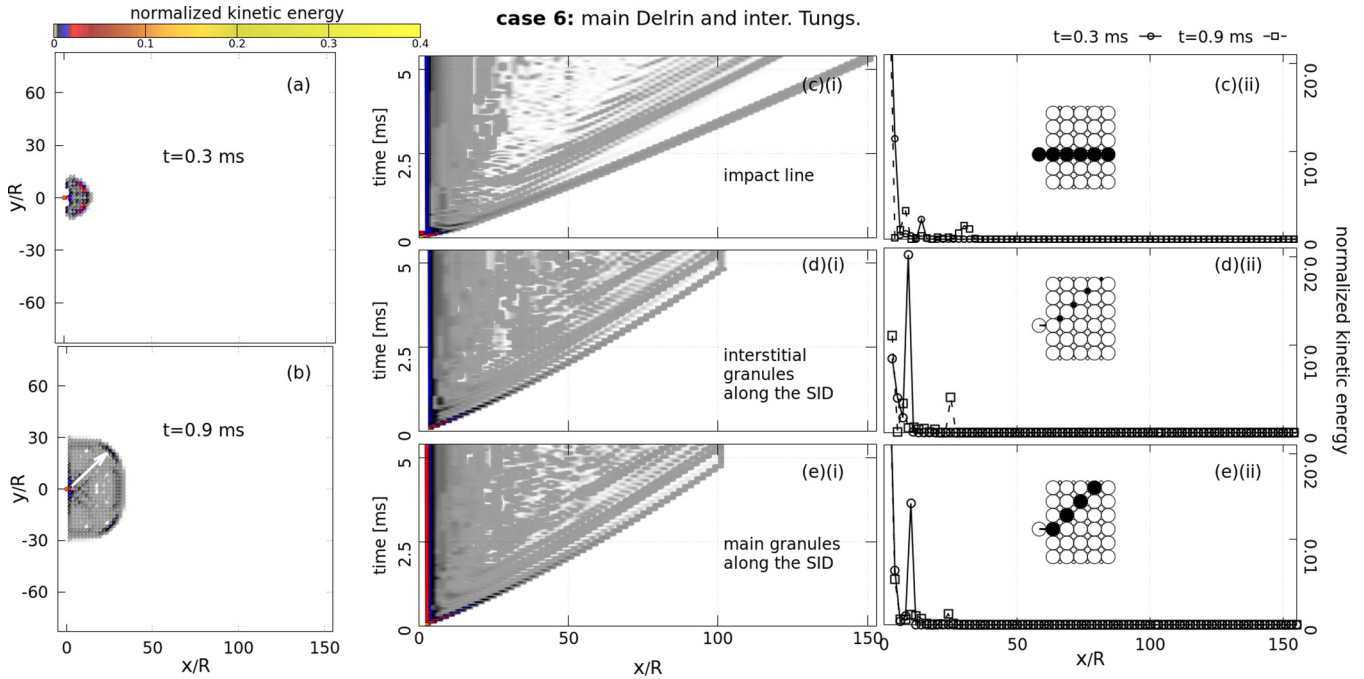 case 6: main Delrin and inter. Tungs.
normalized kinetic energy
0 0.1 0.2 0.3 0.4
t=0.3 ms t=0.9 ms
(a)
60
30
0
-30
-60
y/R
t=0.3 ms
(b)
60
30
0
-30
-60
y/R
t=0.9 ms
0 50 100 150
x/R
(c)(i)
time [ms]
5
2.5
0
impact line
(d)(i)
time [ms]
5
2.5
0
interstitial
granules
along the SID
(e)(i)
time [ms]
5
2.5
0
main granules
along the SID
0 50 100 150
x/R
(c)(ii)
0.02
0.01
0
(d)(ii)
0.02
0.01
0
(e)(ii)
0.02
0.01
0
50 100 150
x/R
normalized kinetic energy